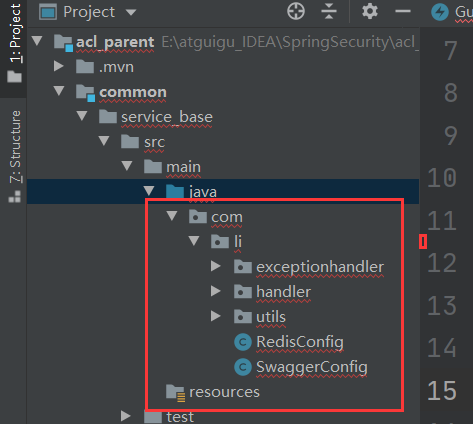 Project
Gu
1: Project
7: Structure
acl_parent E:\atguigu_IDEA\SpringSecurity\acl_
.mvn
common
service_base
src
main
java
com
li
exceptionhandler
handler
utils
RedisConfig
SwaggerConfig
resources
test
7
8
9
10
11
12
13
14
15